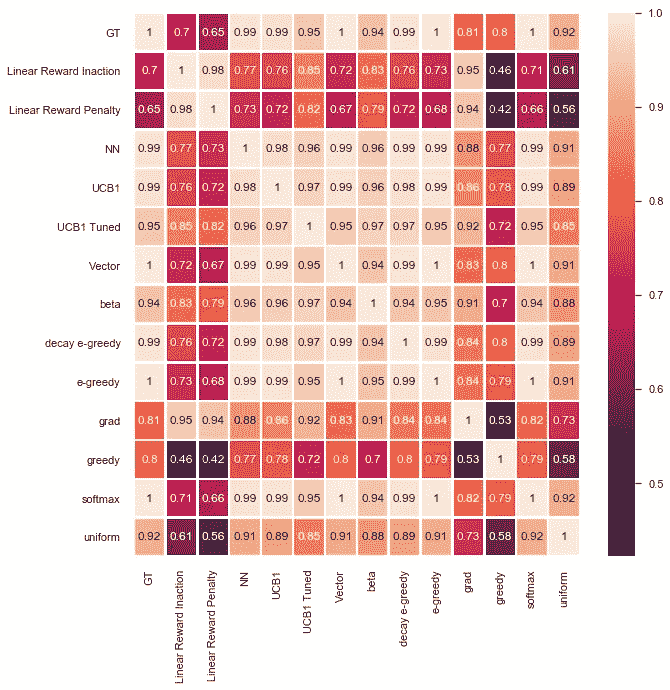 GT 1 0.7 0.65 0.99 0.99 0.95 1 0.94 0.99 1 0.81 0.8 1 0.92
Linear Reward Inaction 0.7 1 0.98 0.77 0.76 0.85 0.72 0.83 0.76 0.73 0.95 0.46 0.71 0.61
Linear Reward Penalty 0.65 0.98 1 0.73 0.72 0.82 0.67 0.79 0.72 0.68 0.94 0.42 0.66 0.56
NN 0.99 0.77 0.73 1 0.98 0.96 0.99 0.96 0.99 0.99 0.88 0.77 0.99 0.91
UCB1 0.99 0.76 0.72 0.98 1 0.97 0.99 0.96 0.98 0.99 0.86 0.78 0.99 0.89
UCB1 Tuned 0.95 0.85 0.82 0.96 0.97 1 0.95 0.97 0.97 0.95 0.92 0.72 0.95 0.85
Vector 1 0.72 0.67 0.99 0.99 0.95 1 0.94 0.99 1 0.83 0.8 1 0.91
beta 0.94 0.83 0.79 0.96 0.96 0.97 0.94 1 0.94 0.95 0.91 0.7 0.94 0.88
decay e-greedy 0.99 0.76 0.72 0.99 0.98 0.97 0.99 0.94 1 0.99 0.84 0.8 0.99 0.89
e-greedy 1 0.73 0.68 0.99 0.99 0.95 1 0.95 0.99 1 0.84 0.79 1 0.91
grad 0.81 0.95 0.94 0.88 0.86 0.92 0.83 0.91 0.84 0.84 1 0.53 0.82 0.73
greedy 0.8 0.46 0.42 0.77 0.78 0.72 0.8 0.7 0.8 0.79 0.53 1 0.79 0.58
softmax 1 0.71 0.66 0.99 0.99 0.95 1 0.94 0.99 1 0.82 0.79 1 0.92
uniform 0.92 0.61 0.56 0.91 0.89 0.85 0.91 0.88 0.89 0.91 0.73 0.58 0.92 1
GT
Linear Reward Inaction
Linear Reward Penalty
NN
UCB1
UCB1 Tuned
Vector
beta
decay e-greedy
e-greedy
grad
greedy
softmax
uniform
1.0
0.9
0.8
0.7
0.6
0.5